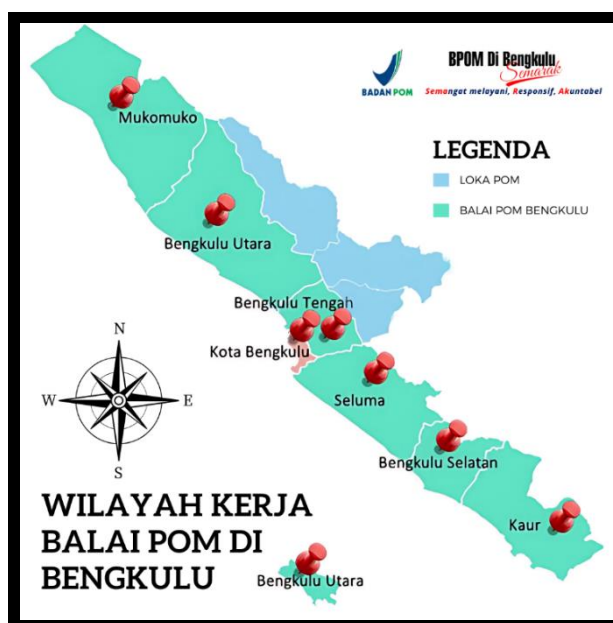 BADAN POM
BPOM Di Bengkulu
Semarak
Semangat melayani, Responsif, Akuntabel
Mukomuko
LEGENDA
LOKA POM
BALAI POM BENGKULU
Bengkulu Utara
Bengkulu Tengah
Kota Bengkulu
N
W
E
S
Seluma
Bengkulu Selatan
Kaur
WILAYAH KERJA
BALAI POM DI
BENGKULU
Bengkulu Utara